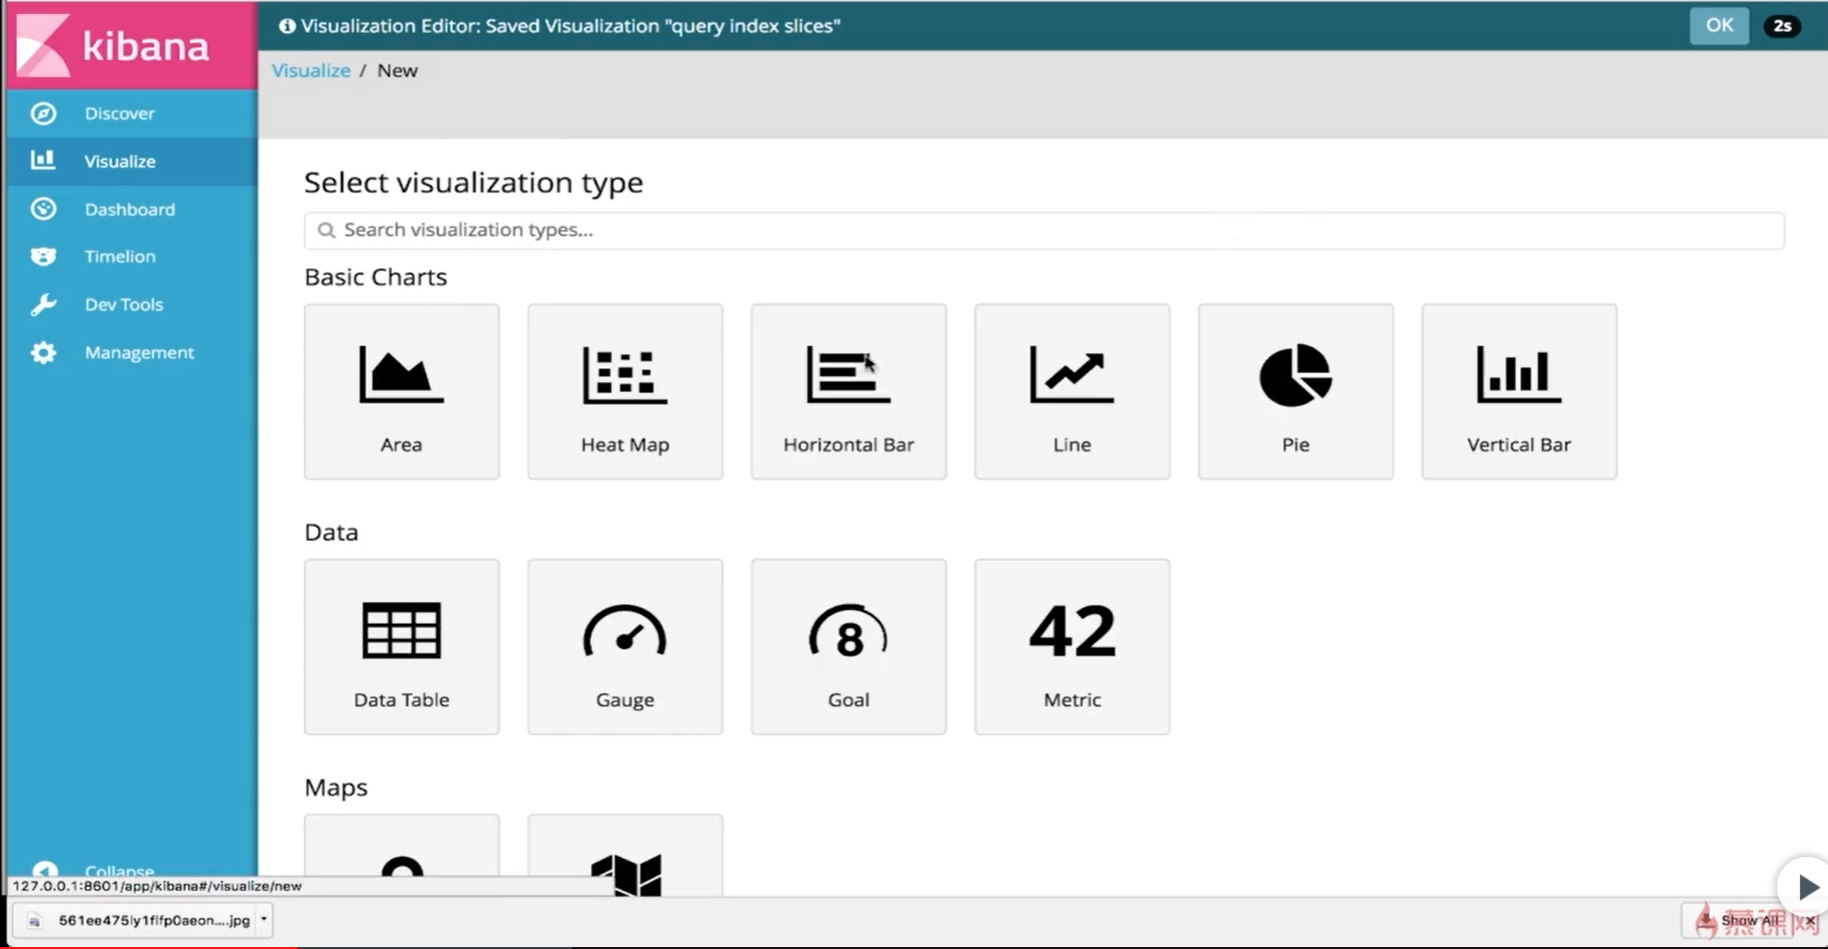 kibana
Visualization Editor: Saved Visualization "query index slices"
OK
2s
Visualize / New
Discover
Visualize
Dashboard
Timelion
Dev Tools
Management
Select visualization type
Search visualization types...
Basic Charts
Area
Heat Map
Horizontal Bar
Line
Pie
Vertical Bar
Data
8
42
Data Table
Gauge
Goal
Metric
Maps
Collapse
127.0.0.1:8601/app/kibana#/visualize/new
561ee475ly1flfp0aeon....jpg
Show All
慕课网